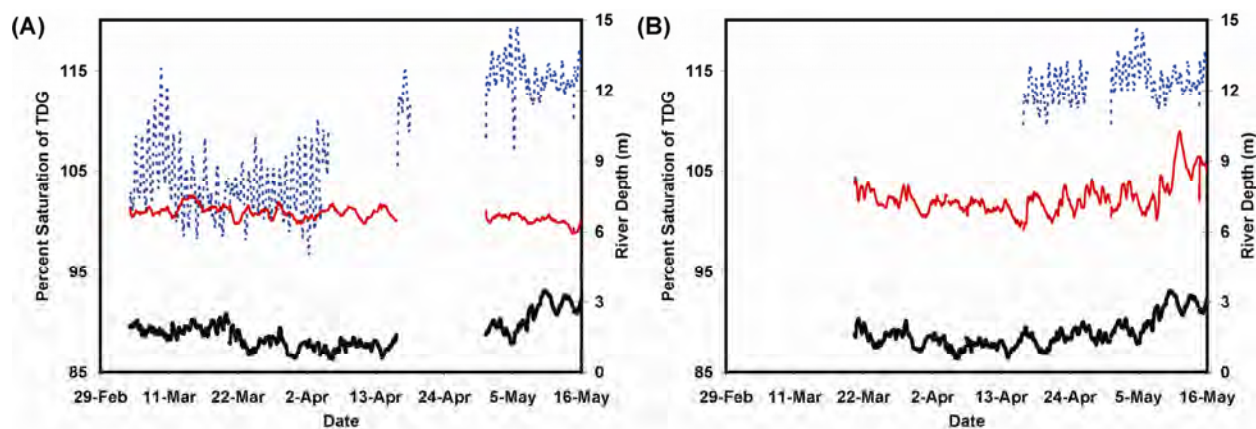 (A)
Percent Saturation of TDG
115
105
95
85
15
12
9
6
3
0
River Depth (m)
29-Feb 11-Mar 22-Mar 2-Apr 13-Apr 24-Apr 5-May 16-May
Date
(B)
Percent Saturation of TDG
115
105
95
85
15
12
9
6
3
0
River Depth (m)
29-Feb 11-Mar 22-Mar 2-Apr 13-Apr 24-Apr 5-May 16-May
Date